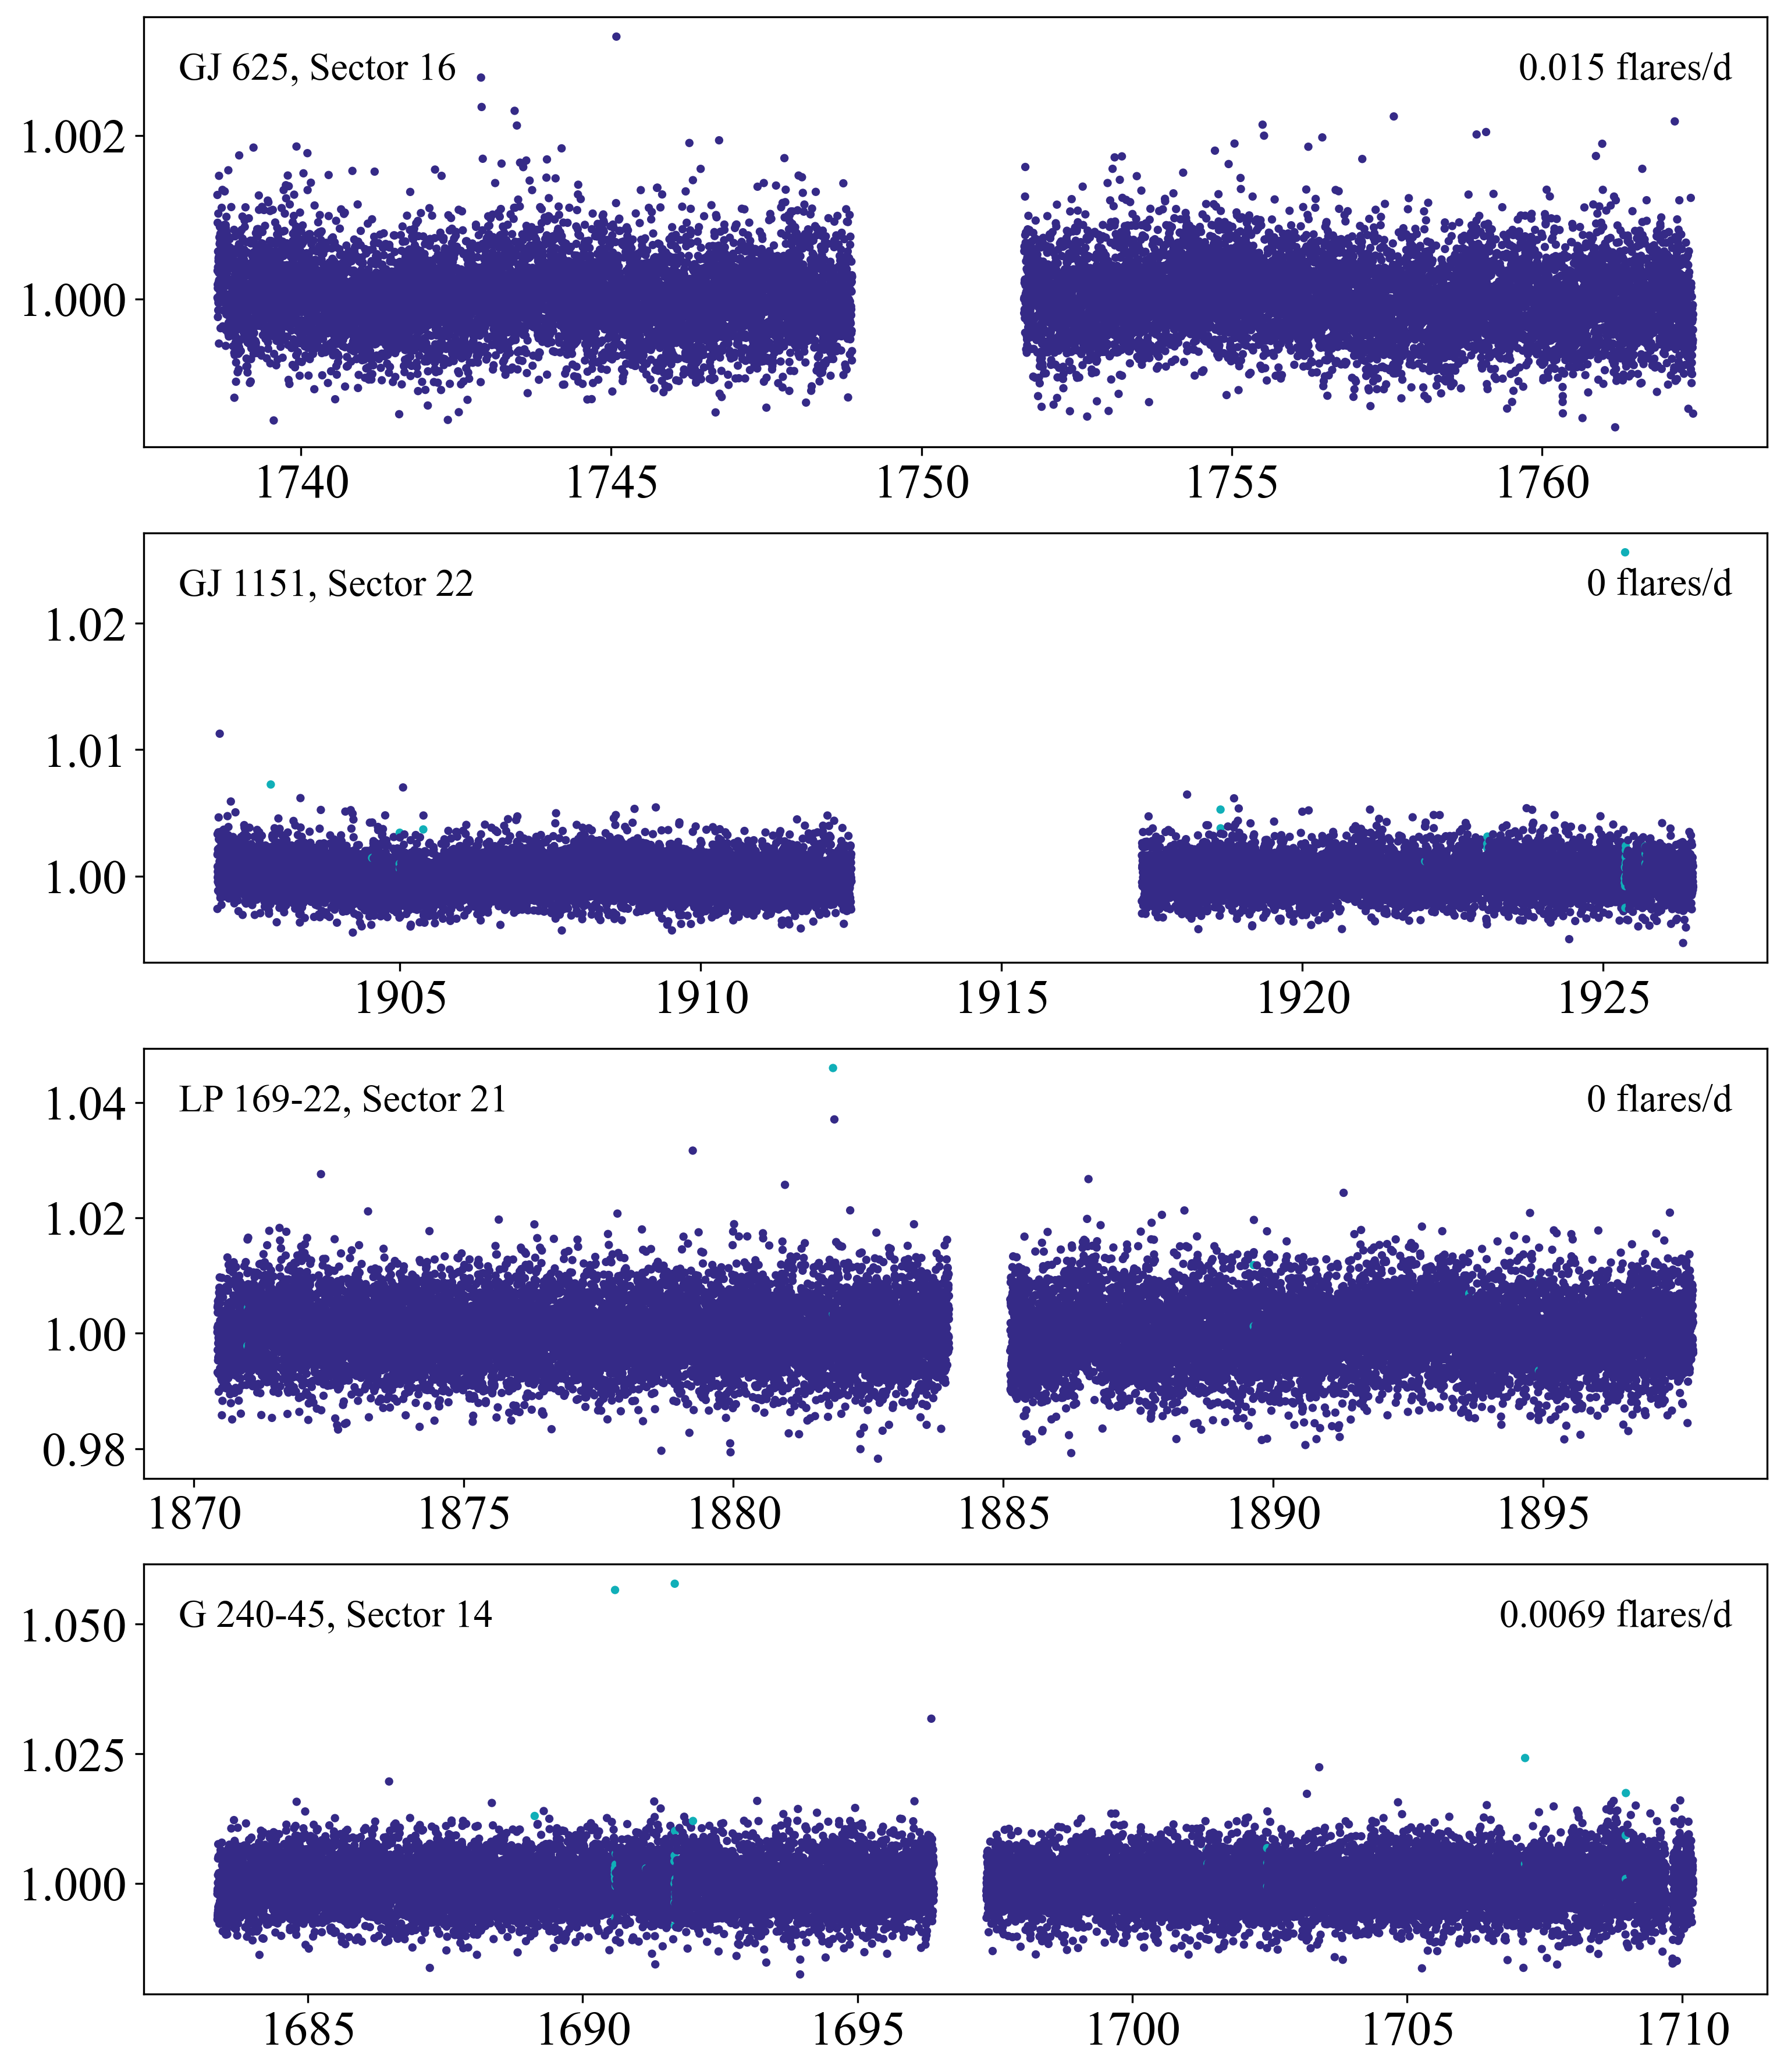 GJ 625, Sector 16 0.015 flares/d
1.002
1.000
1740 1745 1750 1755 1760
GJ 1151, Sector 22 0 flares/d
1.02
1.01
1.00
1905 1910 1915 1920 1925
LP 169-22, Sector 21 0 flares/d
1.04
1.02
1.00
0.98
1870 1875 1880 1885 1890 1895
G 240-45, Sector 14 0.0069 flares/d
1.050
1.025
1.000
1685 1690 1695 1700 1705 1710